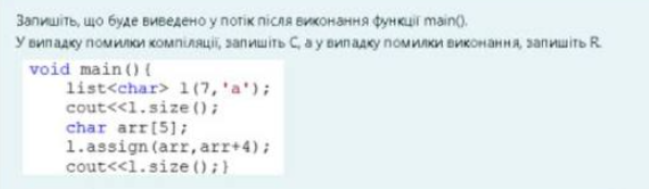 Запишіть, що буде виведено у потік після виконання функції main().
У випадку помилки компіляції, запишіть C, а у випадку помилки виконання, запишіть R.
void main(){
list<char> l(7,'a');
cout<<l.size();
char arr[5];
l.assign(arr,arr+4);
cout<<l.size();}